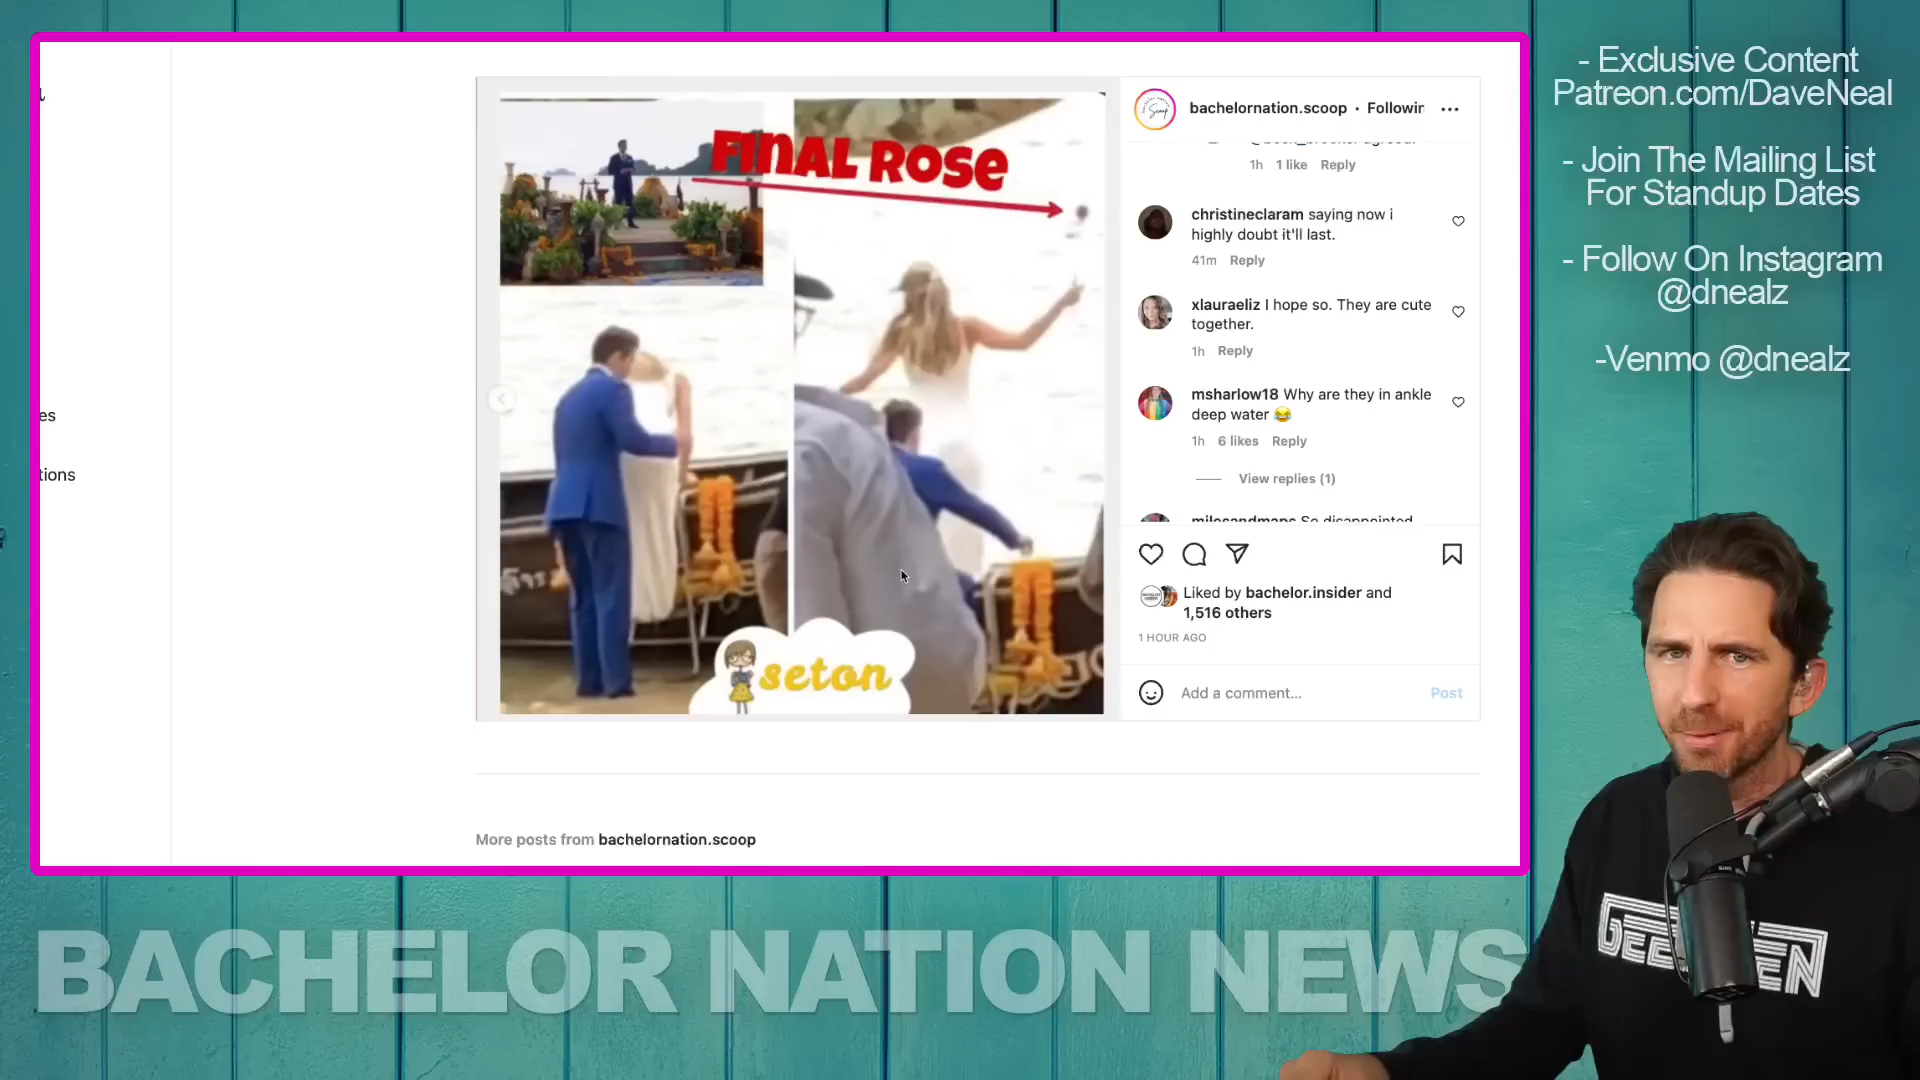 - Exclusive Content
Patreon.com/DaveNeal
- Join The Mailing List
For Standup Dates
- Follow On Instagram
@dnealz
-Venmo @dnealz
es
tions
FINAL ROSE
seton
bachelornation.scoop • Followin
1h 1 like Reply
christineclaram saying now i
highly doubt it'll last.
41m Reply
xlauraeliz I hope so. They are cute
together.
1h Reply
msharlow18 Why are they in ankle
deep water 😂
1h 6 likes Reply
View replies (1)
milesandmaps So disappointed
Liked by bachelor.insider and
1,516 others
1 HOUR AGO
Add a comment...
Post
More posts from bachelornation.scoop
BACHELOR NATION NEWS